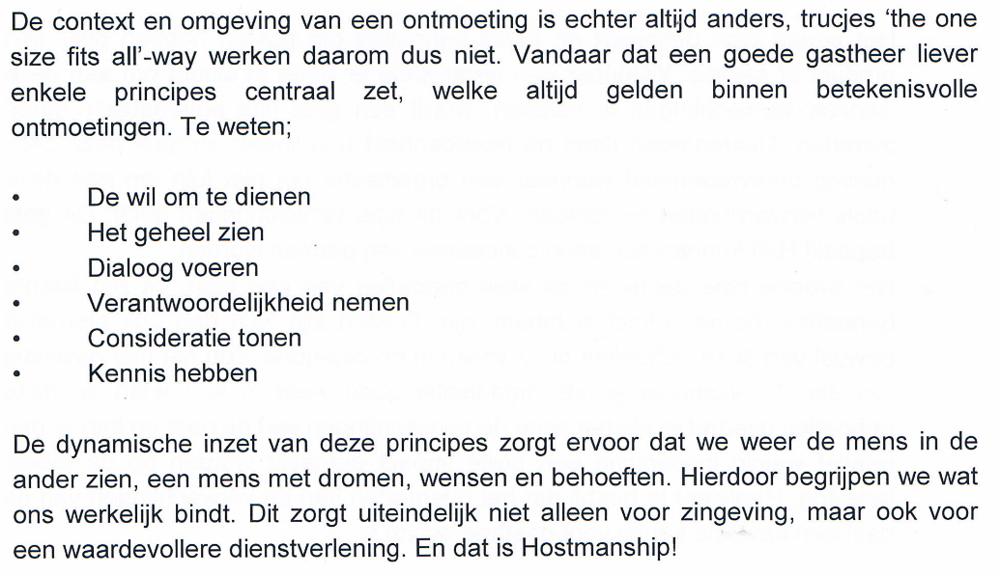 De context en omgeving van een ontmoeting is echter altijd anders, trucjes ‘the one
size fits all’-way werken daarom dus niet. Vandaar dat een goede gastheer liever
enkele principes centraal zet, welke altijd gelden binnen betekenisvolle
ontmoetingen. Te weten;
• De wil om te dienen
• Het geheel zien
• Dialoog voeren
• Verantwoordelijkheid nemen
• Consideratie tonen
• Kennis hebben
De dynamische inzet van deze principes zorgt ervoor dat we weer de mens in de
ander zien, een mens met dromen, wensen en behoeften. Hierdoor begrijpen we wat
ons werkelijk bindt. Dit zorgt uiteindelijk niet alleen voor zingeving, maar ook voor
een waardevollere dienstverlening. En dat is Hostmanship!